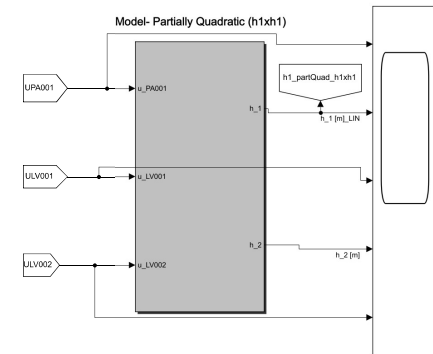 Model- Partially Quadratic (h1xh1)
h1_partQuad_h1xh1
UPA001
u_PA001
h_1
h_1 [m]_LIN
ULV001
u_LV001
h_2
h_2 [m]
ULV002
u_LV002